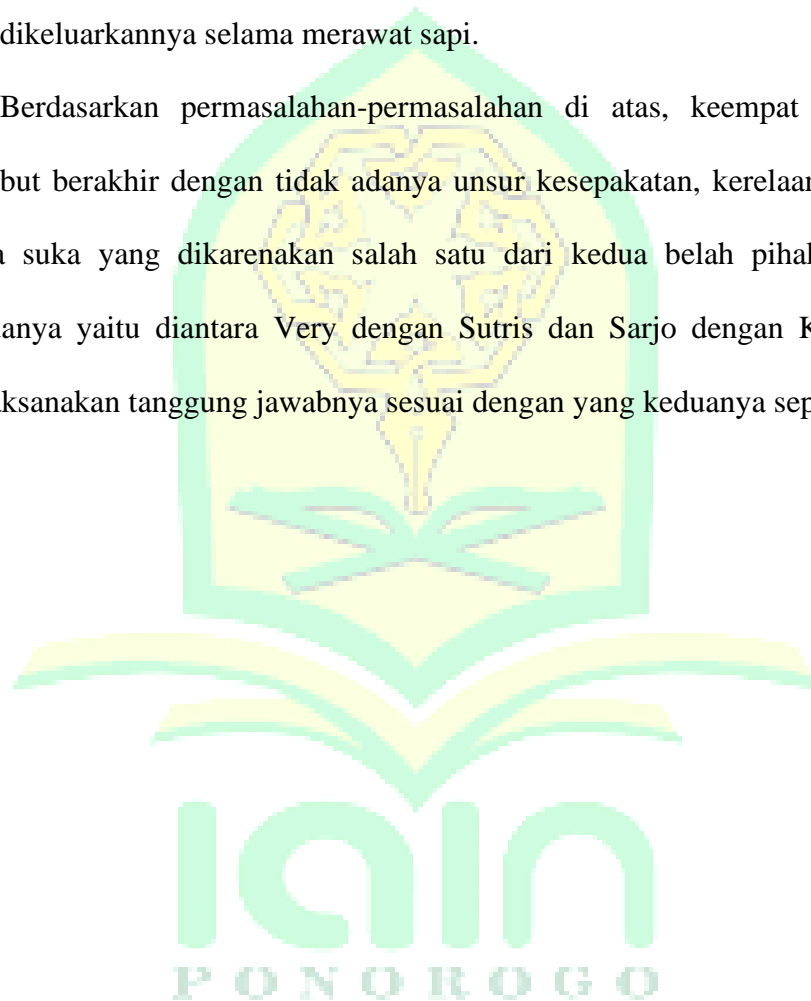 dikeluarkannya selama merawat sapi.
Berdasarkan permasalahan-permasalahan di atas, keempat
but berakhir dengan tidak adanya unsur kesepakatan, kerelaan
a suka yang dikarenakan salah satu dari kedua belah pihak
anya yaitu diantara Very dengan Sutris dan Sarjo dengan K
aksanakan tanggung jawabnya sesuai dengan yang keduanya sep
iain
PONOROGO